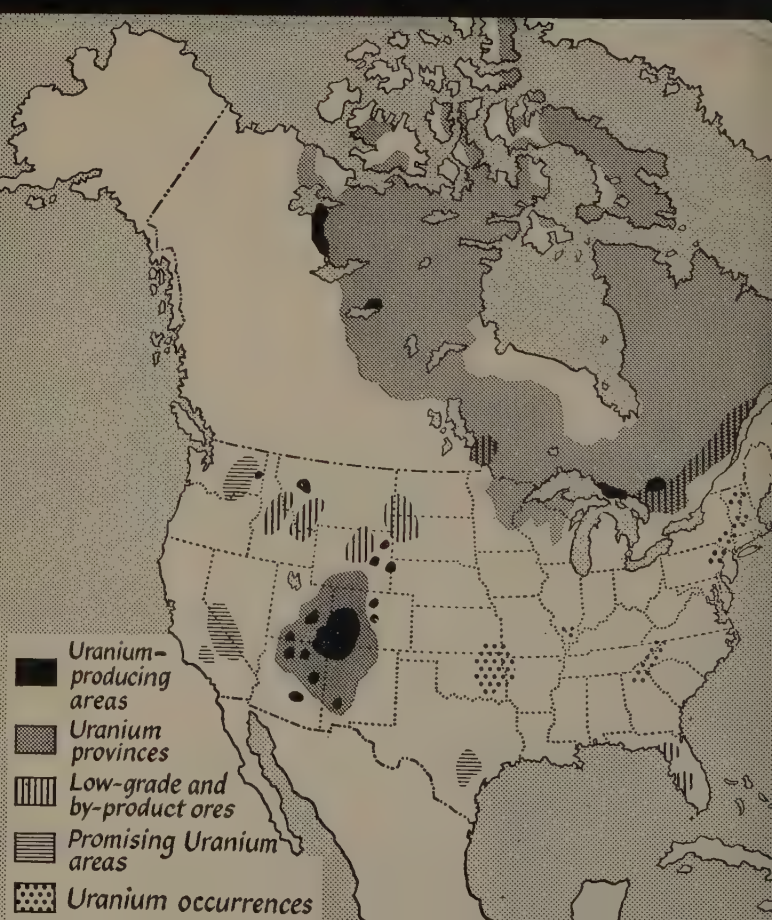 Uranium-
producing
areas
Uranium
provinces
Low-grade and
by-product ores
Promising Uranium
areas
Uranium occurrences